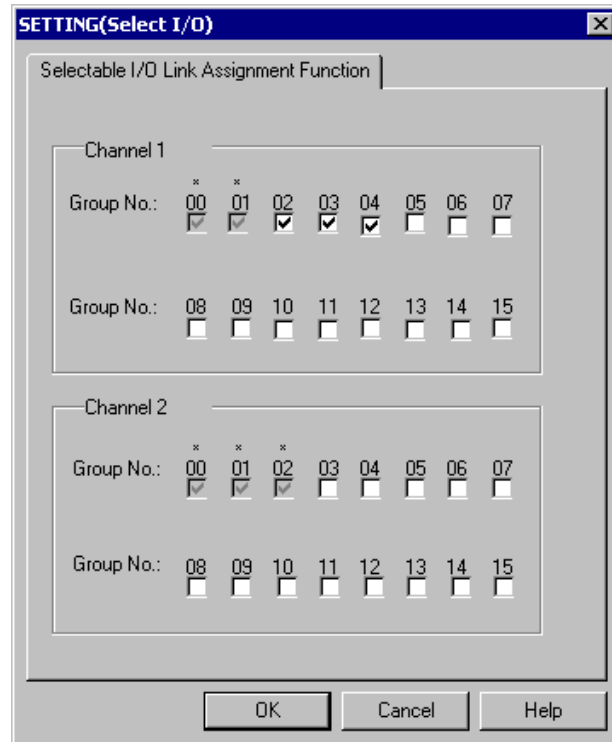 SETTING(Select I/O)
Selectable I/O Link Assignment Function
Channel 1
* *
Group No.: 00 01 02 03 04 05 06 07
Group No.: 08 09 10 11 12 13 14 15
Channel 2
* * *
Group No.: 00 01 02 03 04 05 06 07
Group No.: 08 09 10 11 12 13 14 15
OK Cancel Help